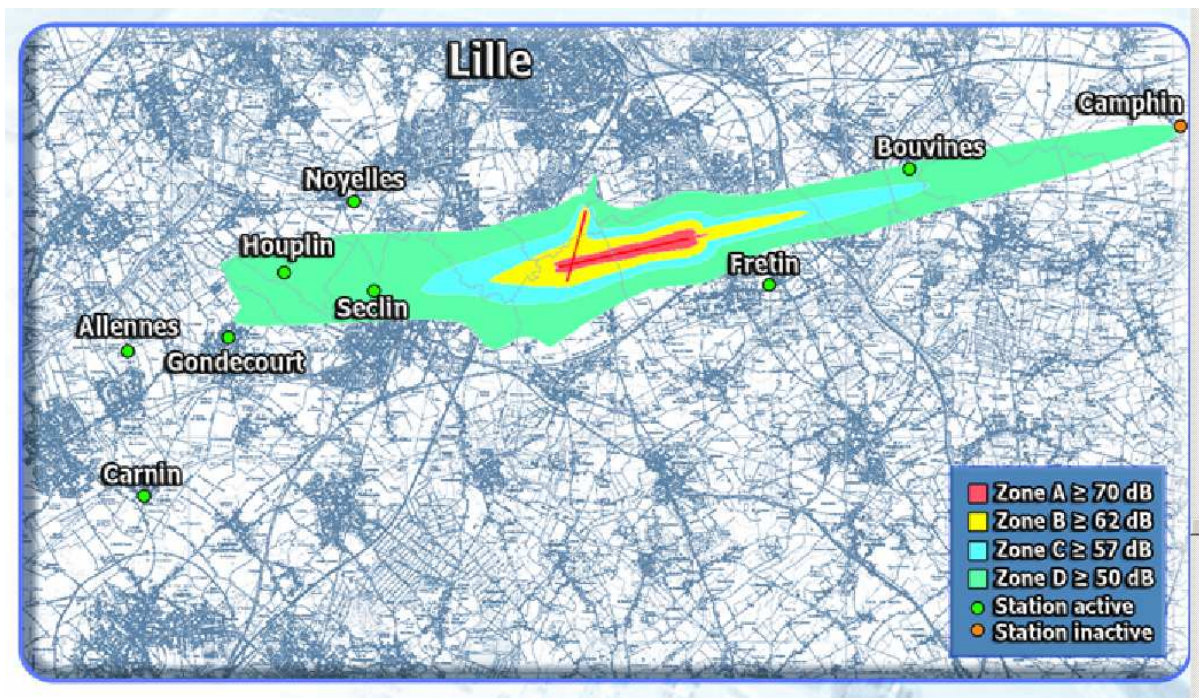 Lille
Camphin
Bouvines
Noyelles
Houplin
Fretin
Seclin
Allennes
Gondecourt
Carnin
Zone A ≥ 70 dB
Zone B ≥ 62 dB
Zone C ≥ 57 dB
Zone D ≥ 50 dB
Station active
Station inactive